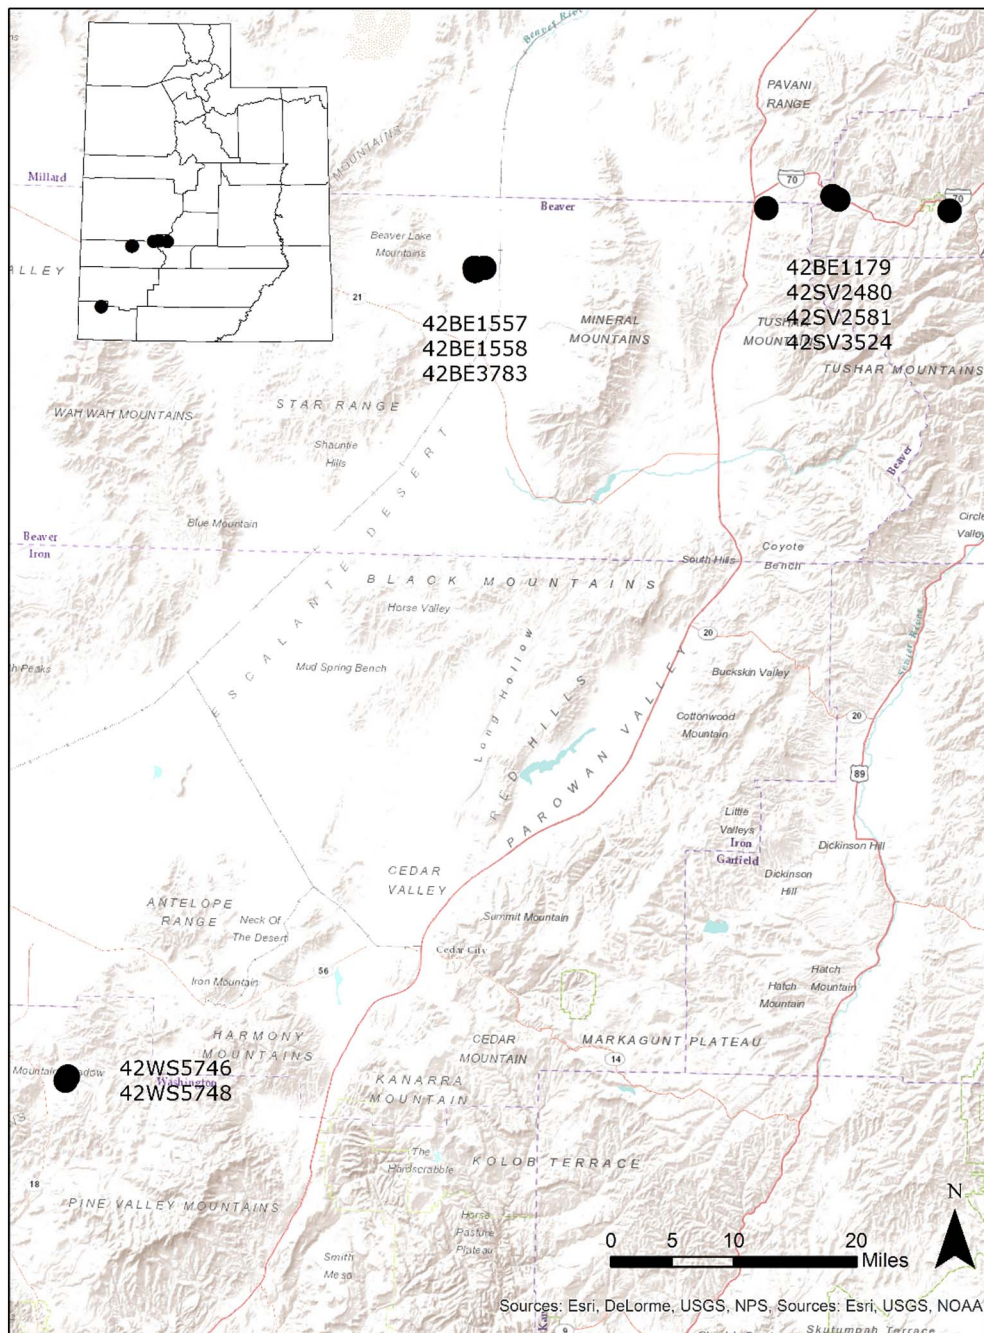 Beaver River
PAVANI
RANGE
MOUNTAINS
Millard
70
Beaver
70
Beaver Lake
Mountains
ALLEY
21
42BE1179
42SV2480
42SV2581
42SV3524
42BE1557
42BE1558
42BE3783
MINERAL
MOUNTAINS
TUSHAR MOUNTAINS
STAR RANGE
WAH WAH MOUNTAINS
Shauntie
Hills
Beaver
Blue Mountain
Circle
Valley
Beaver
Iron
South Hills
Coyote
Bench
ESCALANTE DESERT
BLACK MOUNTAINS
Horse Valley
20
Long Hollow
Mud Spring Bench
Buckskin Valley
RED HILLS
PAROWAN VALLEY
Cottonwood
Mountain
20
89
Little
Valleys
Iron
Garfield
Dickinson Hill
Dickinson
Hill
CEDAR
VALLEY
ANTELOPE
RANGE
Neck Of
The Desert
Summit Mountain
Cedar City
56
Iron Mountain
Hatch
Mountain
Hatch
Mountain
HARMONY
MOUNTAINS
CEDAR
MOUNTAIN
MARKAGUNT PLATEAU
14
42WS5746
42WS5748
Washington
KANARRA
MOUNTAIN
The
Hardscrabble
KOLOB TERRACE
18
PINE VALLEY MOUNTAINS
Horse
Pasture
Plateau
Smith
Mesa
N
0 5 10 20
Miles
Sources: Esri, DeLorme, USGS, NPS, Sources: Esri, USGS, NOAA
9
Skutumpah Terrace